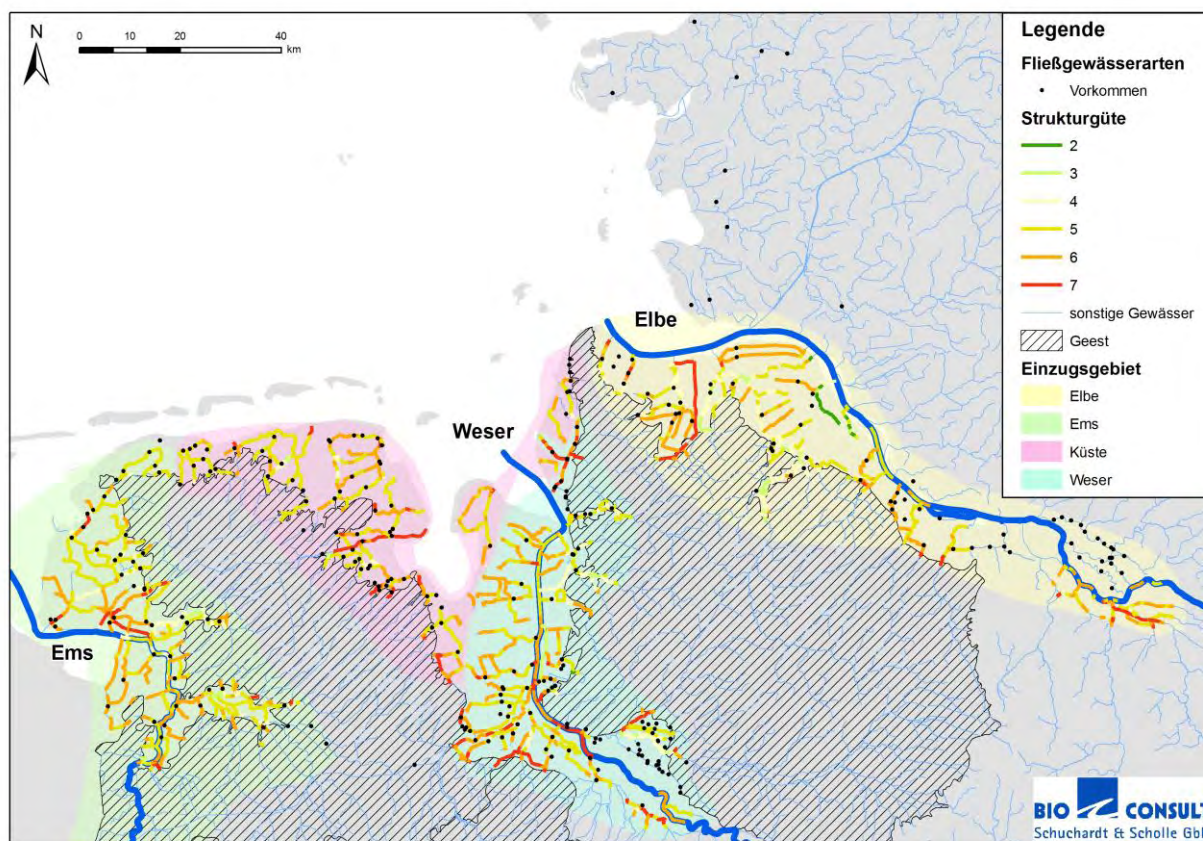 N
0 10 20 40
km
Elbe
Weser
Ems
Legende
Fließgewässerarten
Vorkommen
Strukturgüte
2
3
4
5
6
7
sonstige Gewässer
Geest
Einzugsgebiet
Elbe
Ems
Küste
Weser
BIO CONSULT
Schuchardt & Scholle Gb